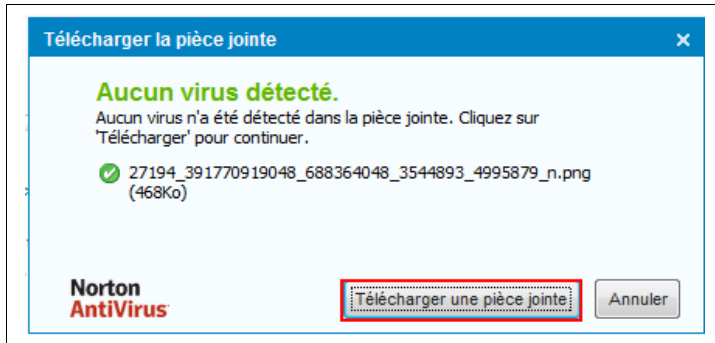 Télécharger la pièce jointe
Aucun virus détecté.
Aucun virus n'a été détecté dans la pièce jointe. Cliquez sur
'Télécharger' pour continuer.
27194_391770919048_688364048_3544893_4995879_n.png
(468Ko)
Norton
AntiVirus
Télécharger une pièce jointe
Annuler